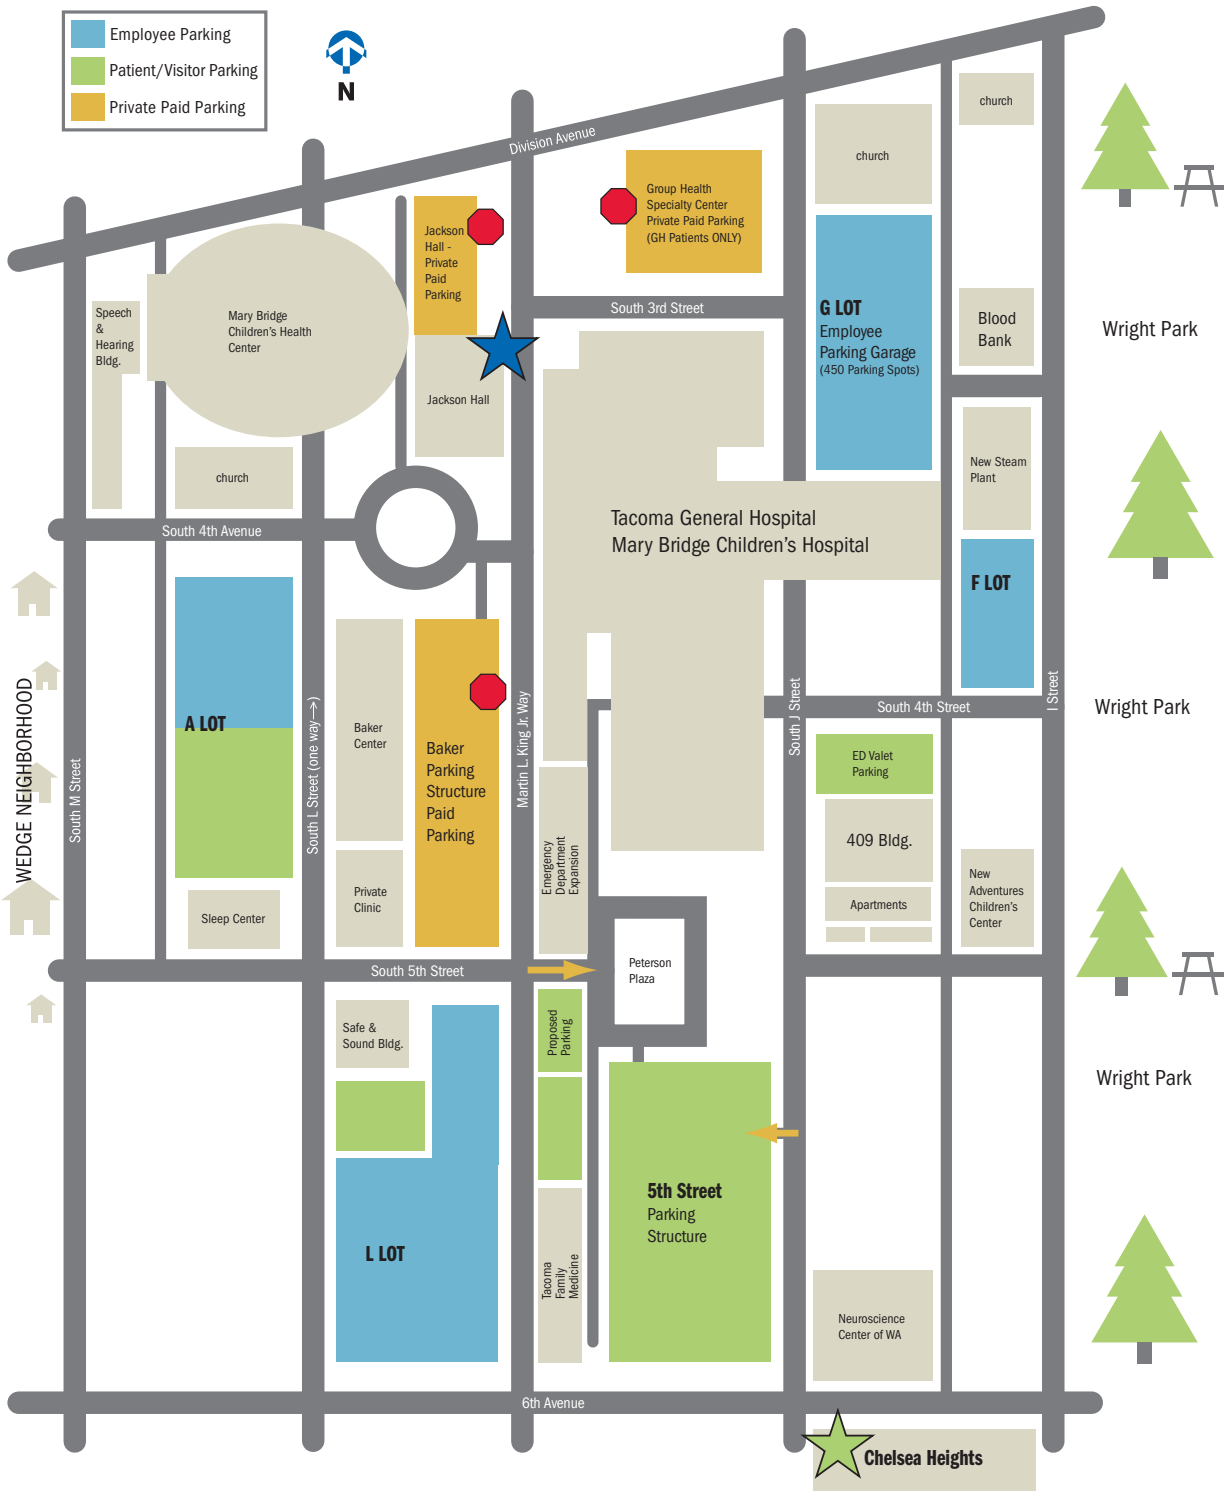 Employee Parking
Patient/Visitor Parking
Private Paid Parking
N
Division Avenue
church
church
Group Health
Specialty Center
Private Paid Parking
(GH Patients ONLY)
Jackson
Hall -
Private
Paid
Parking
Speech
&
Hearing
Bldg.
Mary Bridge
Children's Health
Center
South 3rd Street
G LOT
Employee
Parking Garage
(450 Parking Spots)
Blood
Bank
Wright Park
Jackson Hall
church
New Steam
Plant
South 4th Avenue
Tacoma General Hospital
Mary Bridge Children's Hospital
F LOT
WEDGE NEIGHBORHOOD
South M Street
A LOT
South L Street (one way⟶)
Baker
Center
Baker
Parking
Structure
Paid
Parking
Martin L. King Jr. Way
South J Street
South 4th Street
I Street
Wright Park
ED Valet
Parking
409 Bldg.
Emergency
Department
Expansion
Private
Clinic
Apartments
New
Adventures
Children's
Center
Sleep Center
South 5th Street
Peterson
Plaza
Safe &
Sound Bldg.
Proposed
Parking
Wright Park
5th Street
Parking
Structure
L LOT
Tacoma
Family
Medicine
Neuroscience
Center of WA
6th Avenue
Chelsea Heights